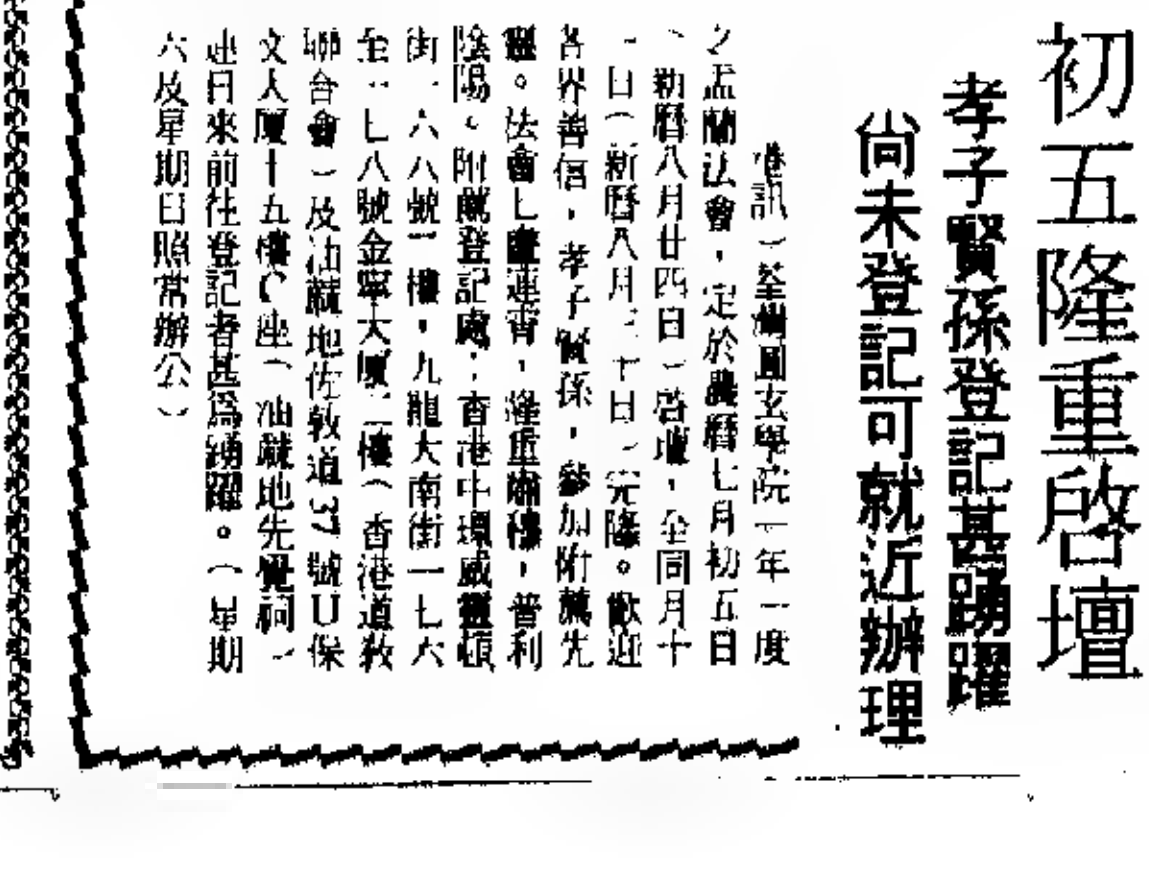 初五隆重啓壇
孝子賢孫登記甚踴躍
尚未登記可就近辦理
港訊）荃灣圓玄學院一年一度
之盂蘭法會，定於農曆七月初五日
（新曆八月廿四日）啓壇，至同月十
一日（新曆八月三十日）完隆。歡迎
各界善信，孝子賢孫，參加附薦先
靈。法會七晝連宵，隆重
，普利
陰陽。附薦登記處：香港中環威靈頓
街一六八號二樓，九龍大南街一七六
至一七八號金寧大廈二樓（香港道敎
聯合會）及油蔴地佐敦道37號U保
文大廈十五樓C座（油蔴地先覺祠）
連日來前往登記者甚為踴躍。（星期
六及星期日照常辦公）